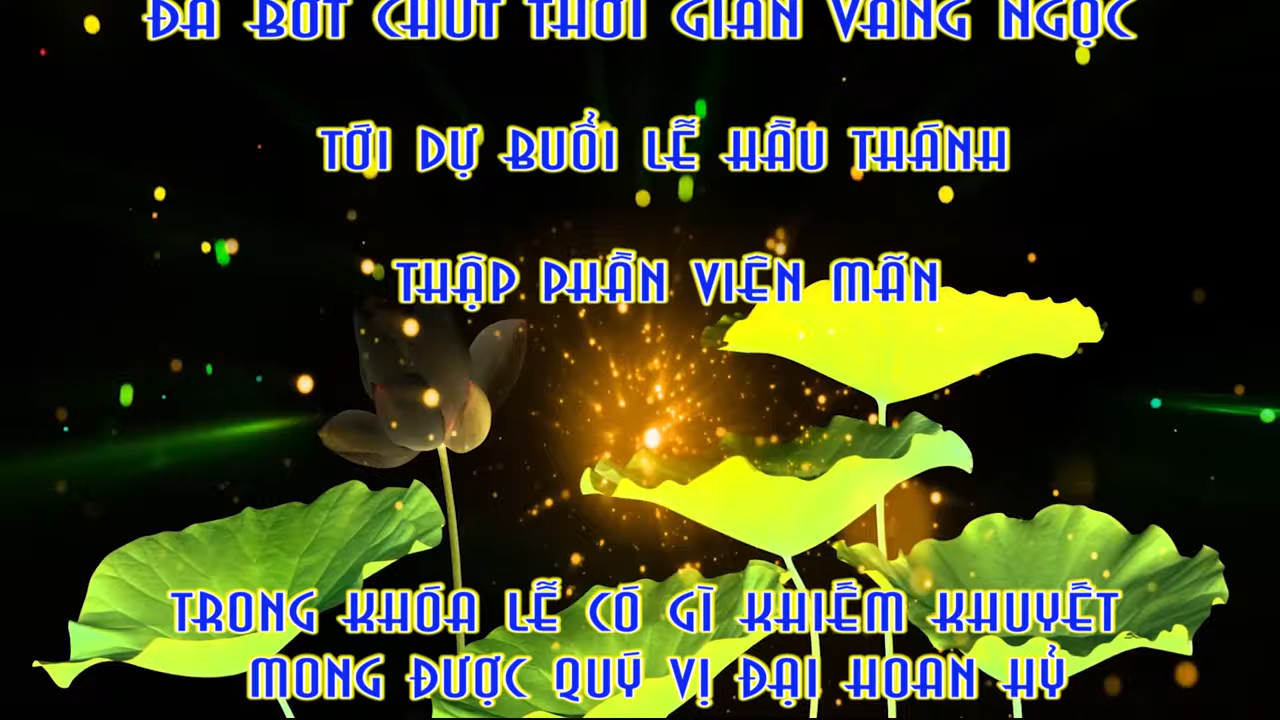 ĐÃ BỚT CHÚT THỜI GIAN VÀNG NGỌC
TỚI DỰ BUỔI LỄ HẦU THÁNH
THẬP PHẦN VIÊN MÃN
TRONG KHÓA LỄ CÓ GÌ KHIẾM KHUYẾT
MONG ĐƯỢC QUÝ VỊ ĐẠI HOAN HỶ